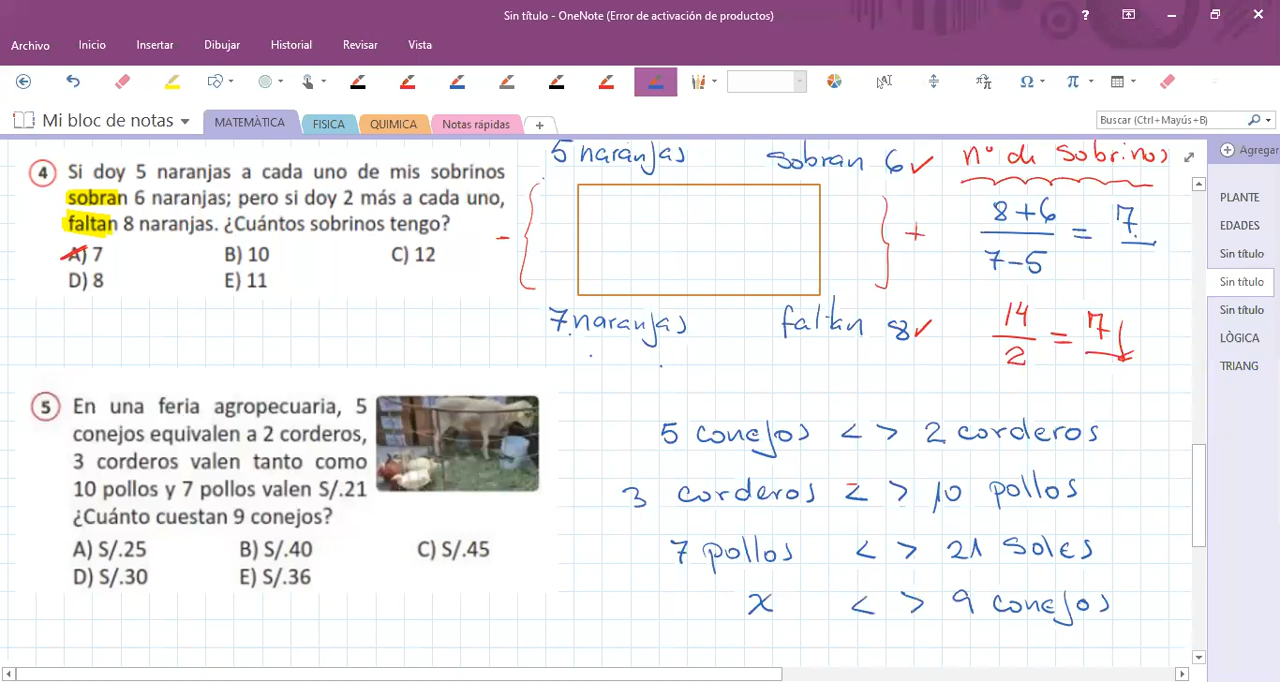 Sin título - OneNote (Error de activación de productos)
?
Archivo Inicio Insertar Dibujar Historial Revisar Vista
Mi bloc de notas MATEMÀTICA FISICA QUIMICA Notas rápidas +
Buscar (Ctrl+Mayús+B)
Agregar
PLANTE
EDADES
Sin título
Sin título
Sin título
LÒGICA
TRIANG
4 Si doy 5 naranjas a cada uno de mis sobrinos
sobran 6 naranjas; pero si doy 2 más a cada uno,
faltan 8 naranjas. ¿Cuántos sobrinos tengo?
A) 7 B) 10 C) 12
D) 8 E) 11
5 naranjas sobran 6 ✓
- { } +
7 naranjas faltan 8 ✓
nº de sobrinos
8+6
7-5
= 7
14
2
= 7
5 En una feria agropecuaria, 5
conejos equivalen a 2 corderos,
3 corderos valen tanto como
10 pollos y 7 pollos valen S/.21
¿Cuánto cuestan 9 conejos?
A) S/.25 B) S/.40 C) S/.45
D) S/.30 E) S/.36
5 conejos < > 2 corderos
3 corderos < > 10 pollos
7 pollos < > 21 soles
x < > 9 conejos